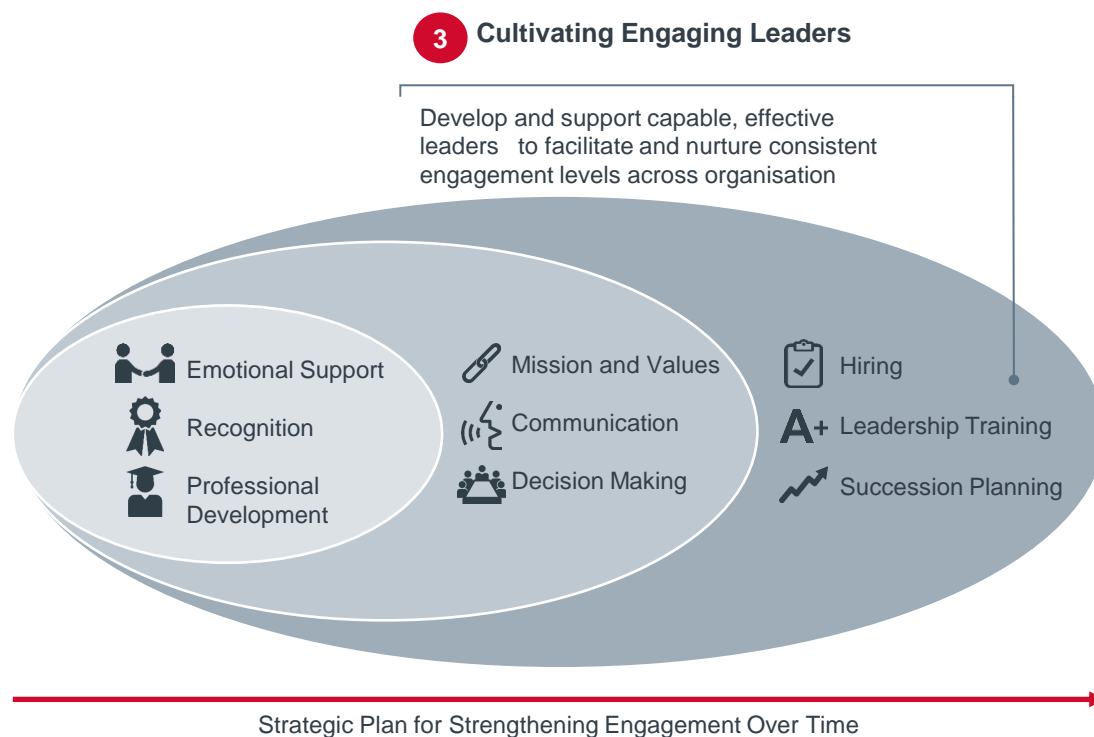 3 Cultivating Engaging Leaders
Develop and support capable, effective
leaders to facilitate and nurture consistent
engagement levels across organisation
Emotional Support
Recognition
Professional
Development
Mission and Values
Communication
Decision Making
Hiring
A+ Leadership Training
Succession Planning
Strategic Plan for Strengthening Engagement Over Time